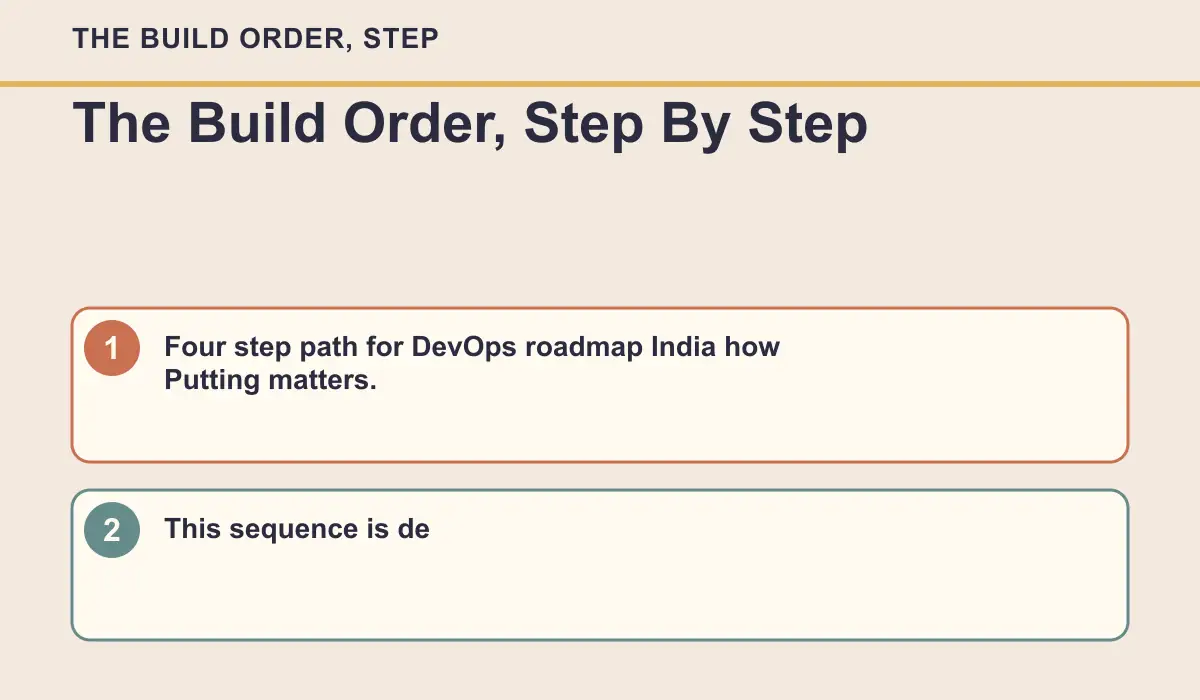 THE BUILD ORDER, STEP
The Build Order, Step By Step
1
Four step path for DevOps roadmap India how
Putting matters.
2
This sequence is de